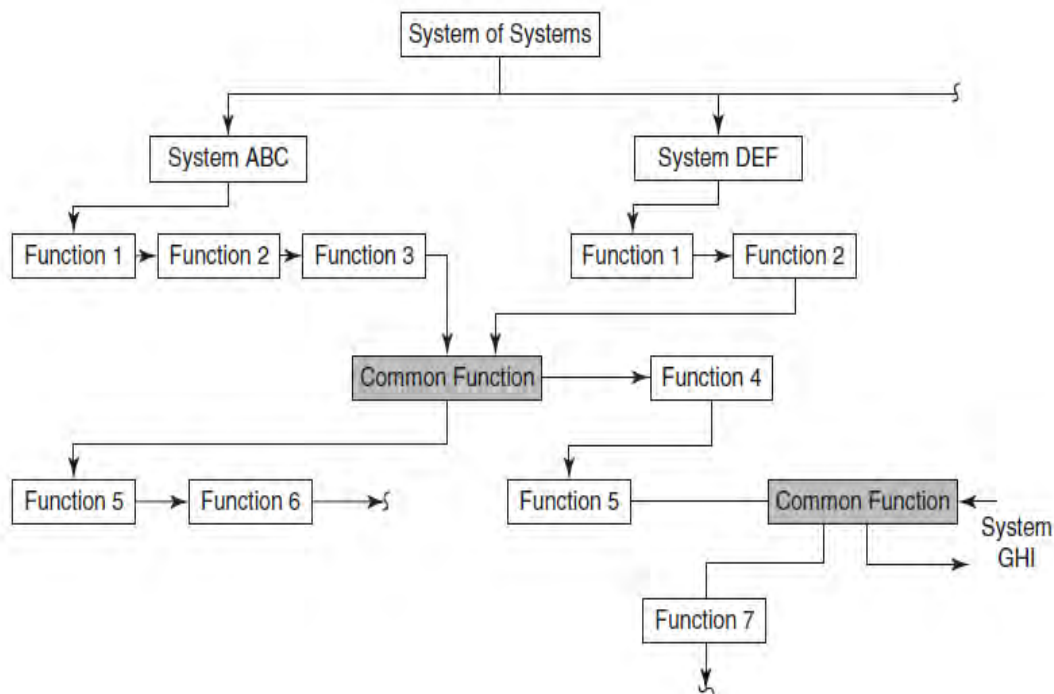 System of Systems
System ABC
System DEF
Function 1
Function 2
Function 3
Function 1
Function 2
Common Function
Function 4
Function 5
Function 6
Function 5
Common Function
System
GHI
Function 7